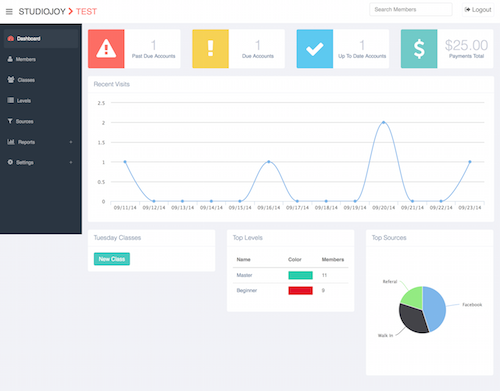 STUDIOJOY > TEST
Search Members
Logout
Dashboard
Members
Classes
Levels
Sources
Reports
Settings
1
Past Due Accounts
1
Due Accounts
1
Up To Date Accounts
$25.00
Payments Total
Recent Visits
2.5
2
1.5
1
0.5
0
09/11/14 09/12/14 09/13/14 09/14/14 09/15/14 09/16/14 09/17/14 09/18/14 09/19/14 09/20/14 09/21/14 09/22/14 09/23/14
Tuesday Classes
New Class
Top Levels
Name Color Members
Master 11
Beginner 9
Top Sources
Referal
Facebook
Walk In